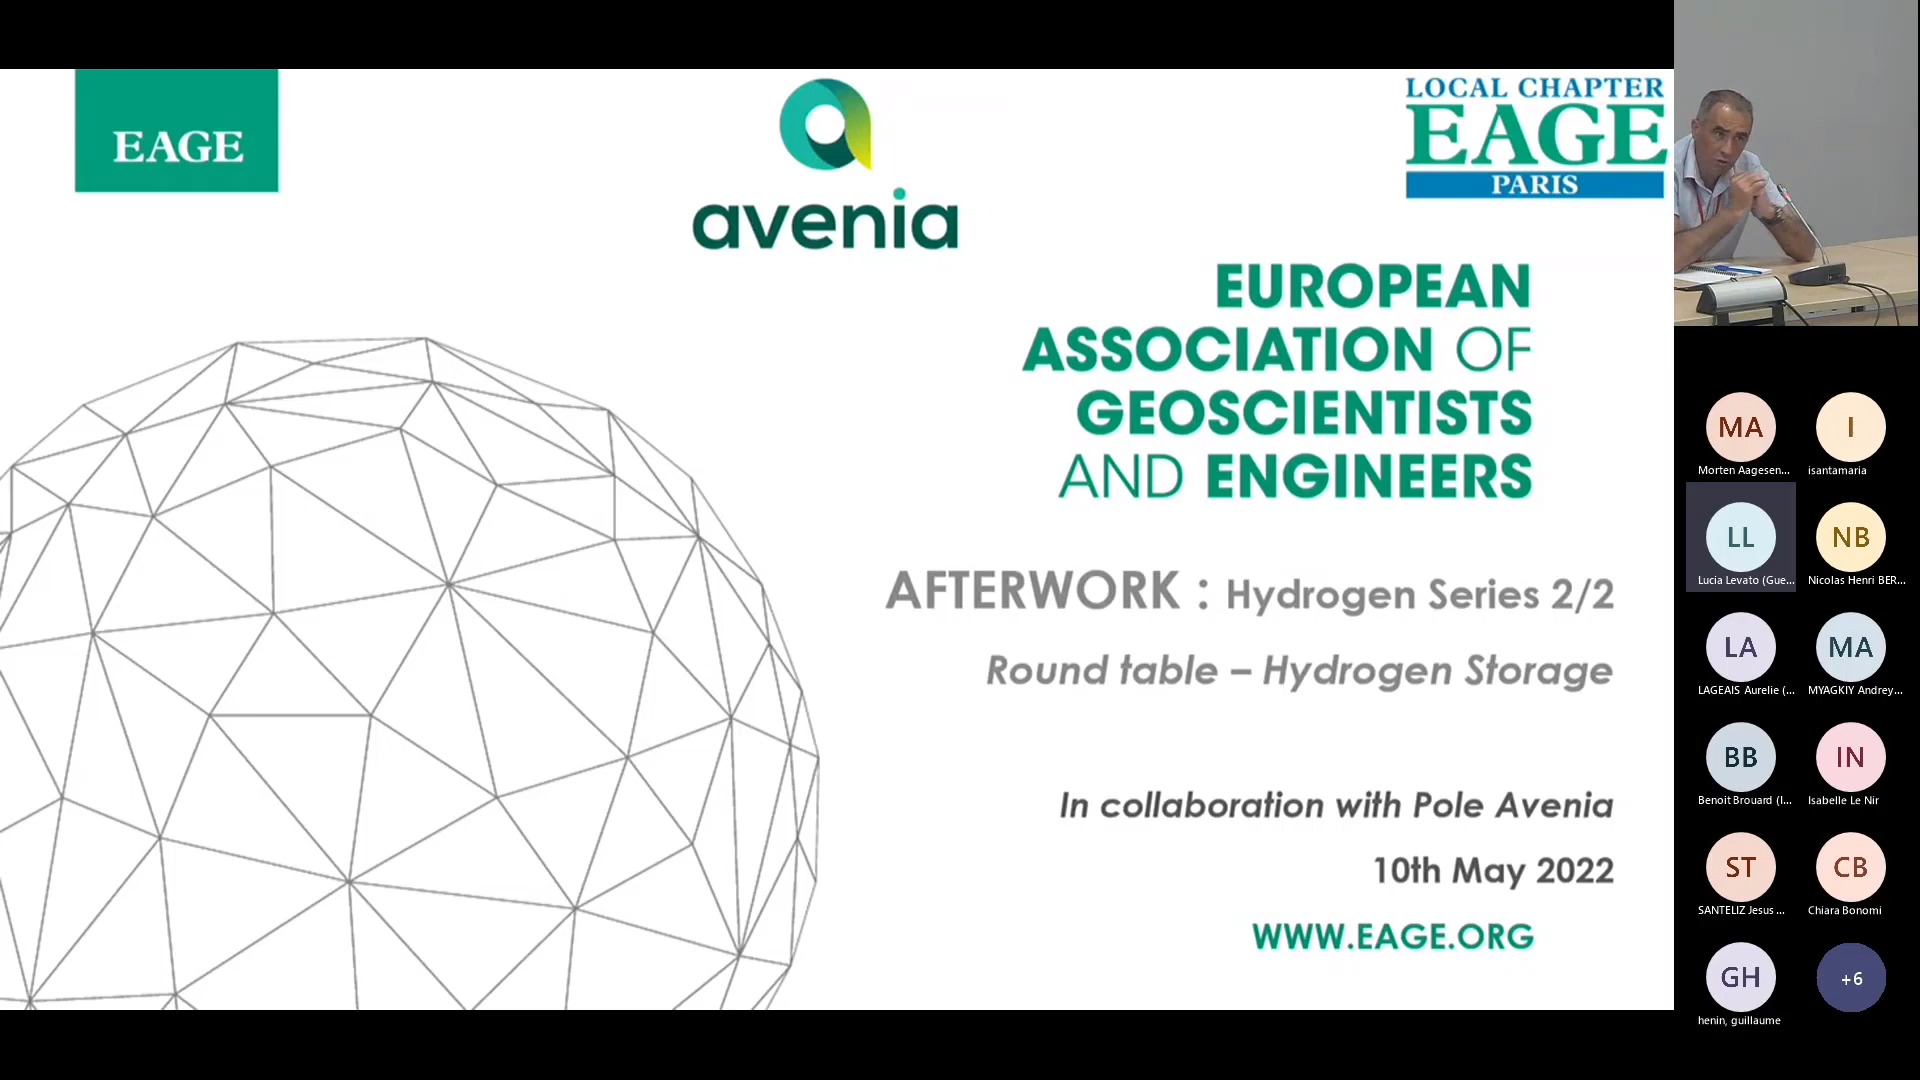 EAGE
avenia
LOCAL CHAPTER
EAGE
PARIS
EUROPEAN
ASSOCIATION OF
GEOSCIENTISTS
AND ENGINEERS
AFTERWORK : Hydrogen Series 2/2
Round table – Hydrogen Storage
In collaboration with Pole Avenia
10th May 2022
WWW.EAGE.ORG
MA
Morten Aagesen...
I
isantamaria
LL
Lucia Levato (Gue...
NB
Nicolas Henri BER...
LA
LAGEAIS Aurelie (...
MA
MYAGKIY Andrey...
BB
Benoit Brouard (I...
IN
Isabelle Le Nir
ST
SANTELIZ Jesus ...
CB
Chiara Bonomi
GH
henin, guillaume
+6